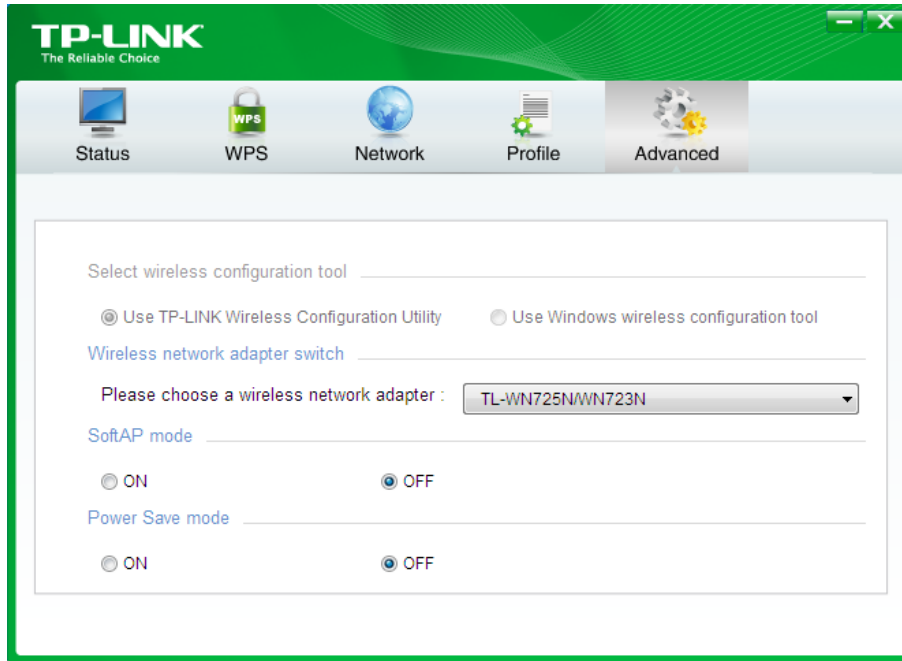 TP-LINK
The Reliable Choice
WPS
Status WPS Network Profile Advanced
Select wireless configuration tool
Use TP-LINK Wireless Configuration Utility Use Windows wireless configuration tool
Wireless network adapter switch
Please choose a wireless network adapter : TL-WN725N/WN723N
SoftAP mode
ON OFF
Power Save mode
ON OFF